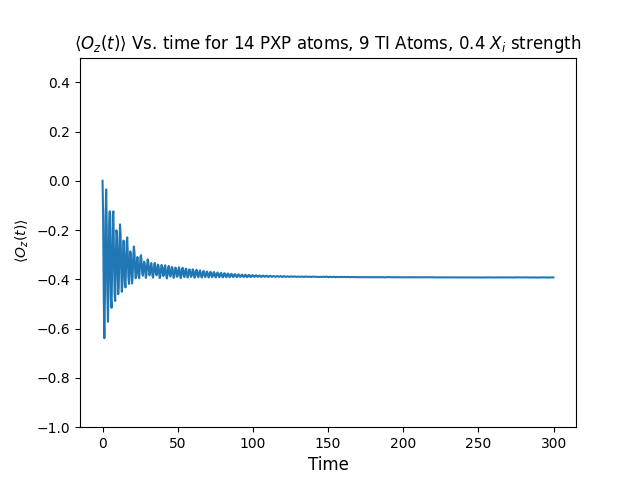 ⟨O_z(t)⟩ Vs. time for 14 PXP atoms, 9 TI Atoms, 0.4 X_i strength
0.4
0.2
0.0
−0.2
−0.4
−0.6
−0.8
−1.0
⟨O_z(t)⟩
0 50 100 150 200 250 300
Time